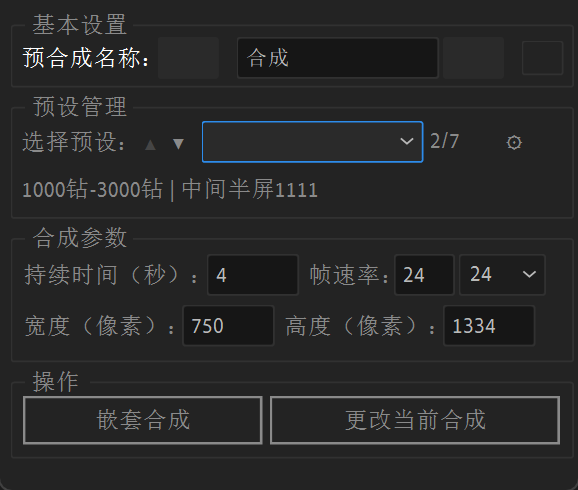 基本设置
预合成名称： 合成
预设管理
选择预设： ▲ ▼ 2/7
1000钻-3000钻 | 中间半屏1111
合成参数
持续时间（秒）： 4 帧速率： 24 24
宽度（像素）： 750 高度（像素）： 1334
操作
嵌套合成 更改当前合成